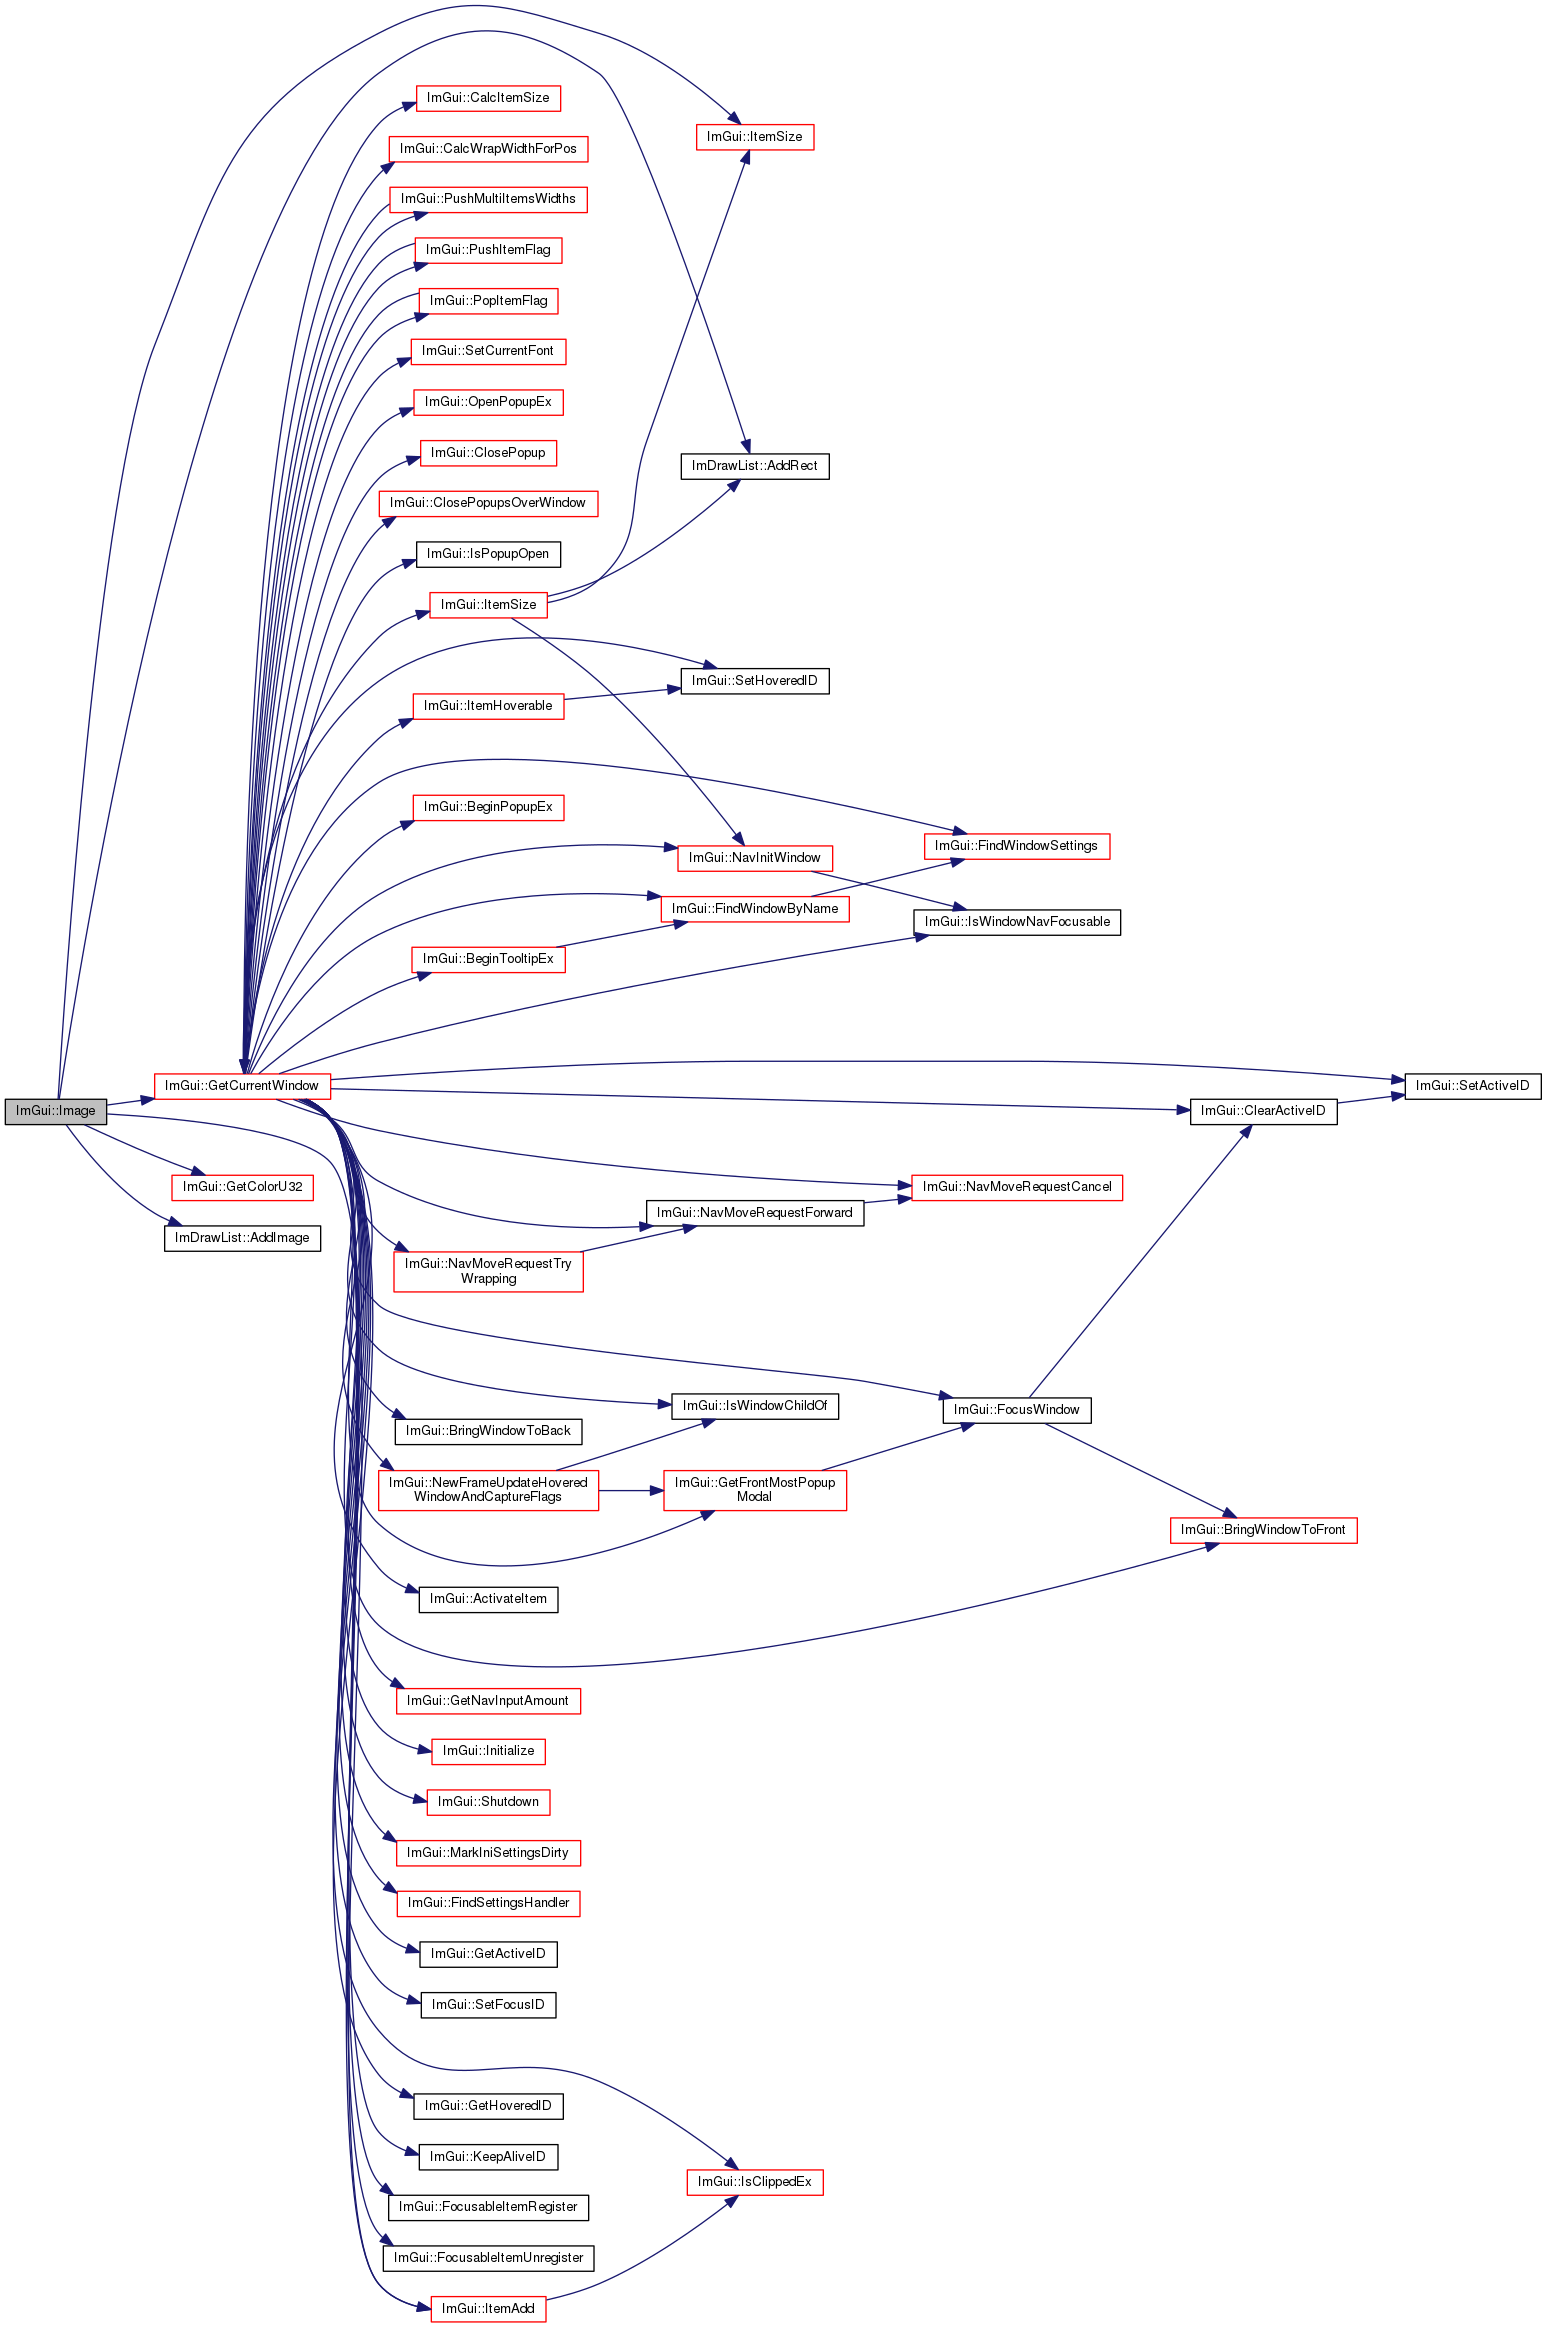 ImGui::CalcItemSize
ImGui::ItemSize
ImGui::CalcWrapWidthForPos
ImGui::PushMultiItemsWidths
ImGui::PushItemFlag
ImGui::PopItemFlag
ImGui::SetCurrentFont
ImGui::OpenPopupEx
ImGui::ClosePopup
ImDrawList::AddRect
ImGui::ClosePopupsOverWindow
ImGui::IsPopupOpen
ImGui::ItemSize
ImGui::SetHoveredID
ImGui::ItemHoverable
ImGui::BeginPopupEx
ImGui::FindWindowSettings
ImGui::NavInitWindow
ImGui::FindWindowByName
ImGui::IsWindowNavFocusable
ImGui::BeginTooltipEx
ImGui::GetCurrentWindow
ImGui::SetActiveID
ImGui::Image
ImGui::ClearActiveID
ImGui::GetColorU32
ImGui::NavMoveRequestCancel
ImGui::NavMoveRequestForward
ImDrawList::AddImage
ImGui::NavMoveRequestTry
Wrapping
ImGui::IsWindowChildOf
ImGui::FocusWindow
ImGui::BringWindowToBack
ImGui::NewFrameUpdateHovered
WindowAndCaptureFlags
ImGui::GetFrontMostPopup
Modal
ImGui::BringWindowToFront
ImGui::ActivateItem
ImGui::GetNavInputAmount
ImGui::Initialize
ImGui::Shutdown
ImGui::MarkIniSettingsDirty
ImGui::FindSettingsHandler
ImGui::GetActiveID
ImGui::SetFocusID
ImGui::GetHoveredID
ImGui::KeepAliveID
ImGui::IsClippedEx
ImGui::FocusableItemRegister
ImGui::FocusableItemUnregister
ImGui::ItemAdd